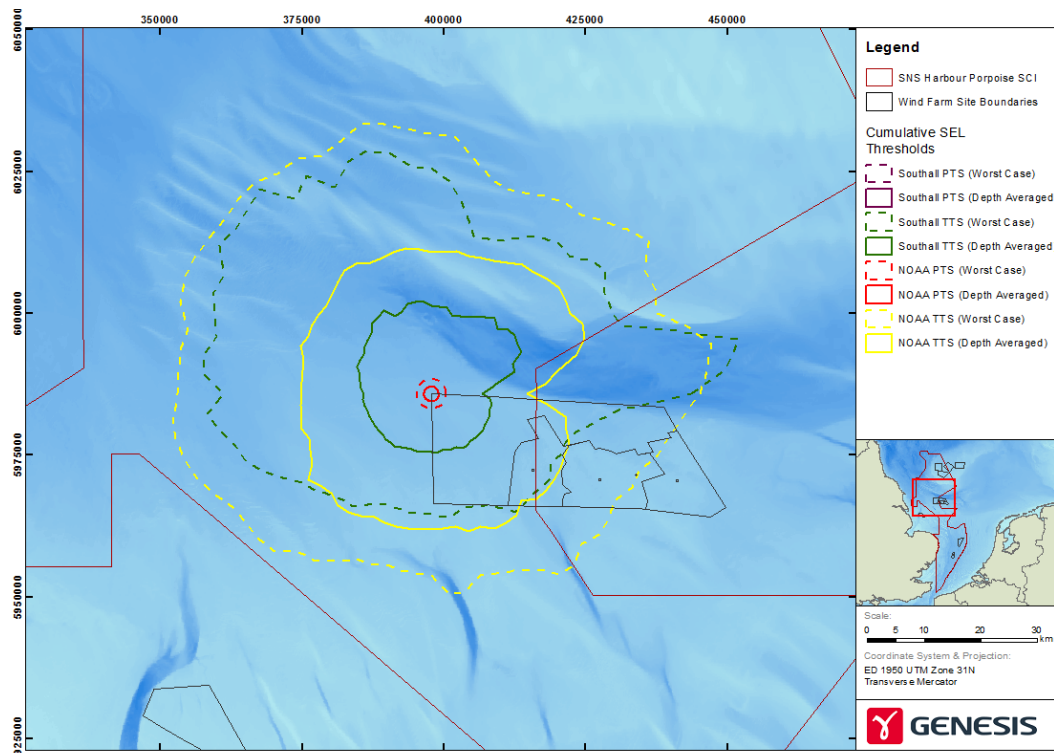 350000 375000 400000 425000 450000
6050000
6025000
6000000
5975000
5950000
5925000
Legend
SNS Harbour Porpoise SCI
Wind Farm Site Boundaries
Cumulative SEL
Thresholds
Southall PTS (Worst Case)
Southall PTS (Depth Averaged
Southall TTS (Worst Case)
Southall TTS (Depth Averaged
NOAA PTS (Worst Case)
NOAA PTS (Depth Averaged)
NOAA TTS (Worst Case)
NOAA TTS (Depth Averaged)
Scale:
0 5 10 20 30
km
Coordinate System & Projection:
ED 1950 UTM Zone 31N
Transverse Mercator
GENESIS